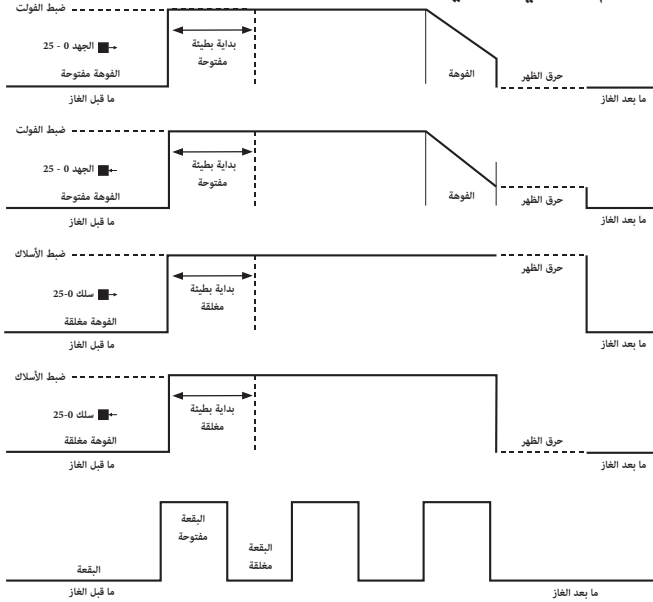 ضبط الفولت
بداية بطيئة
مفتوحة
الجهد 0 - 25
الفوهة مفتوحة
الفوهة
حرق الظهر
ما قبل الغاز
ما بعد الغاز
ضبط الفولت
بداية بطيئة
مفتوحة
الجهد 0 - 25
الفوهة مفتوحة
الفوهة
حرق الظهر
ما قبل الغاز
ما بعد الغاز
ضبط الأسلاك
حرق الظهر
بداية بطيئة
مغلقة
سلك 0-25
الفوهة مغلقة
ما قبل الغاز
ما بعد الغاز
ضبط الأسلاك
بداية بطيئة
مغلقة
سلك 0-25
الفوهة مغلقة
حرق الظهر
ما قبل الغاز
ما بعد الغاز
البقعة
مفتوحة
البقعة
مغلقة
البقعة
ما قبل الغاز
ما بعد الغاز